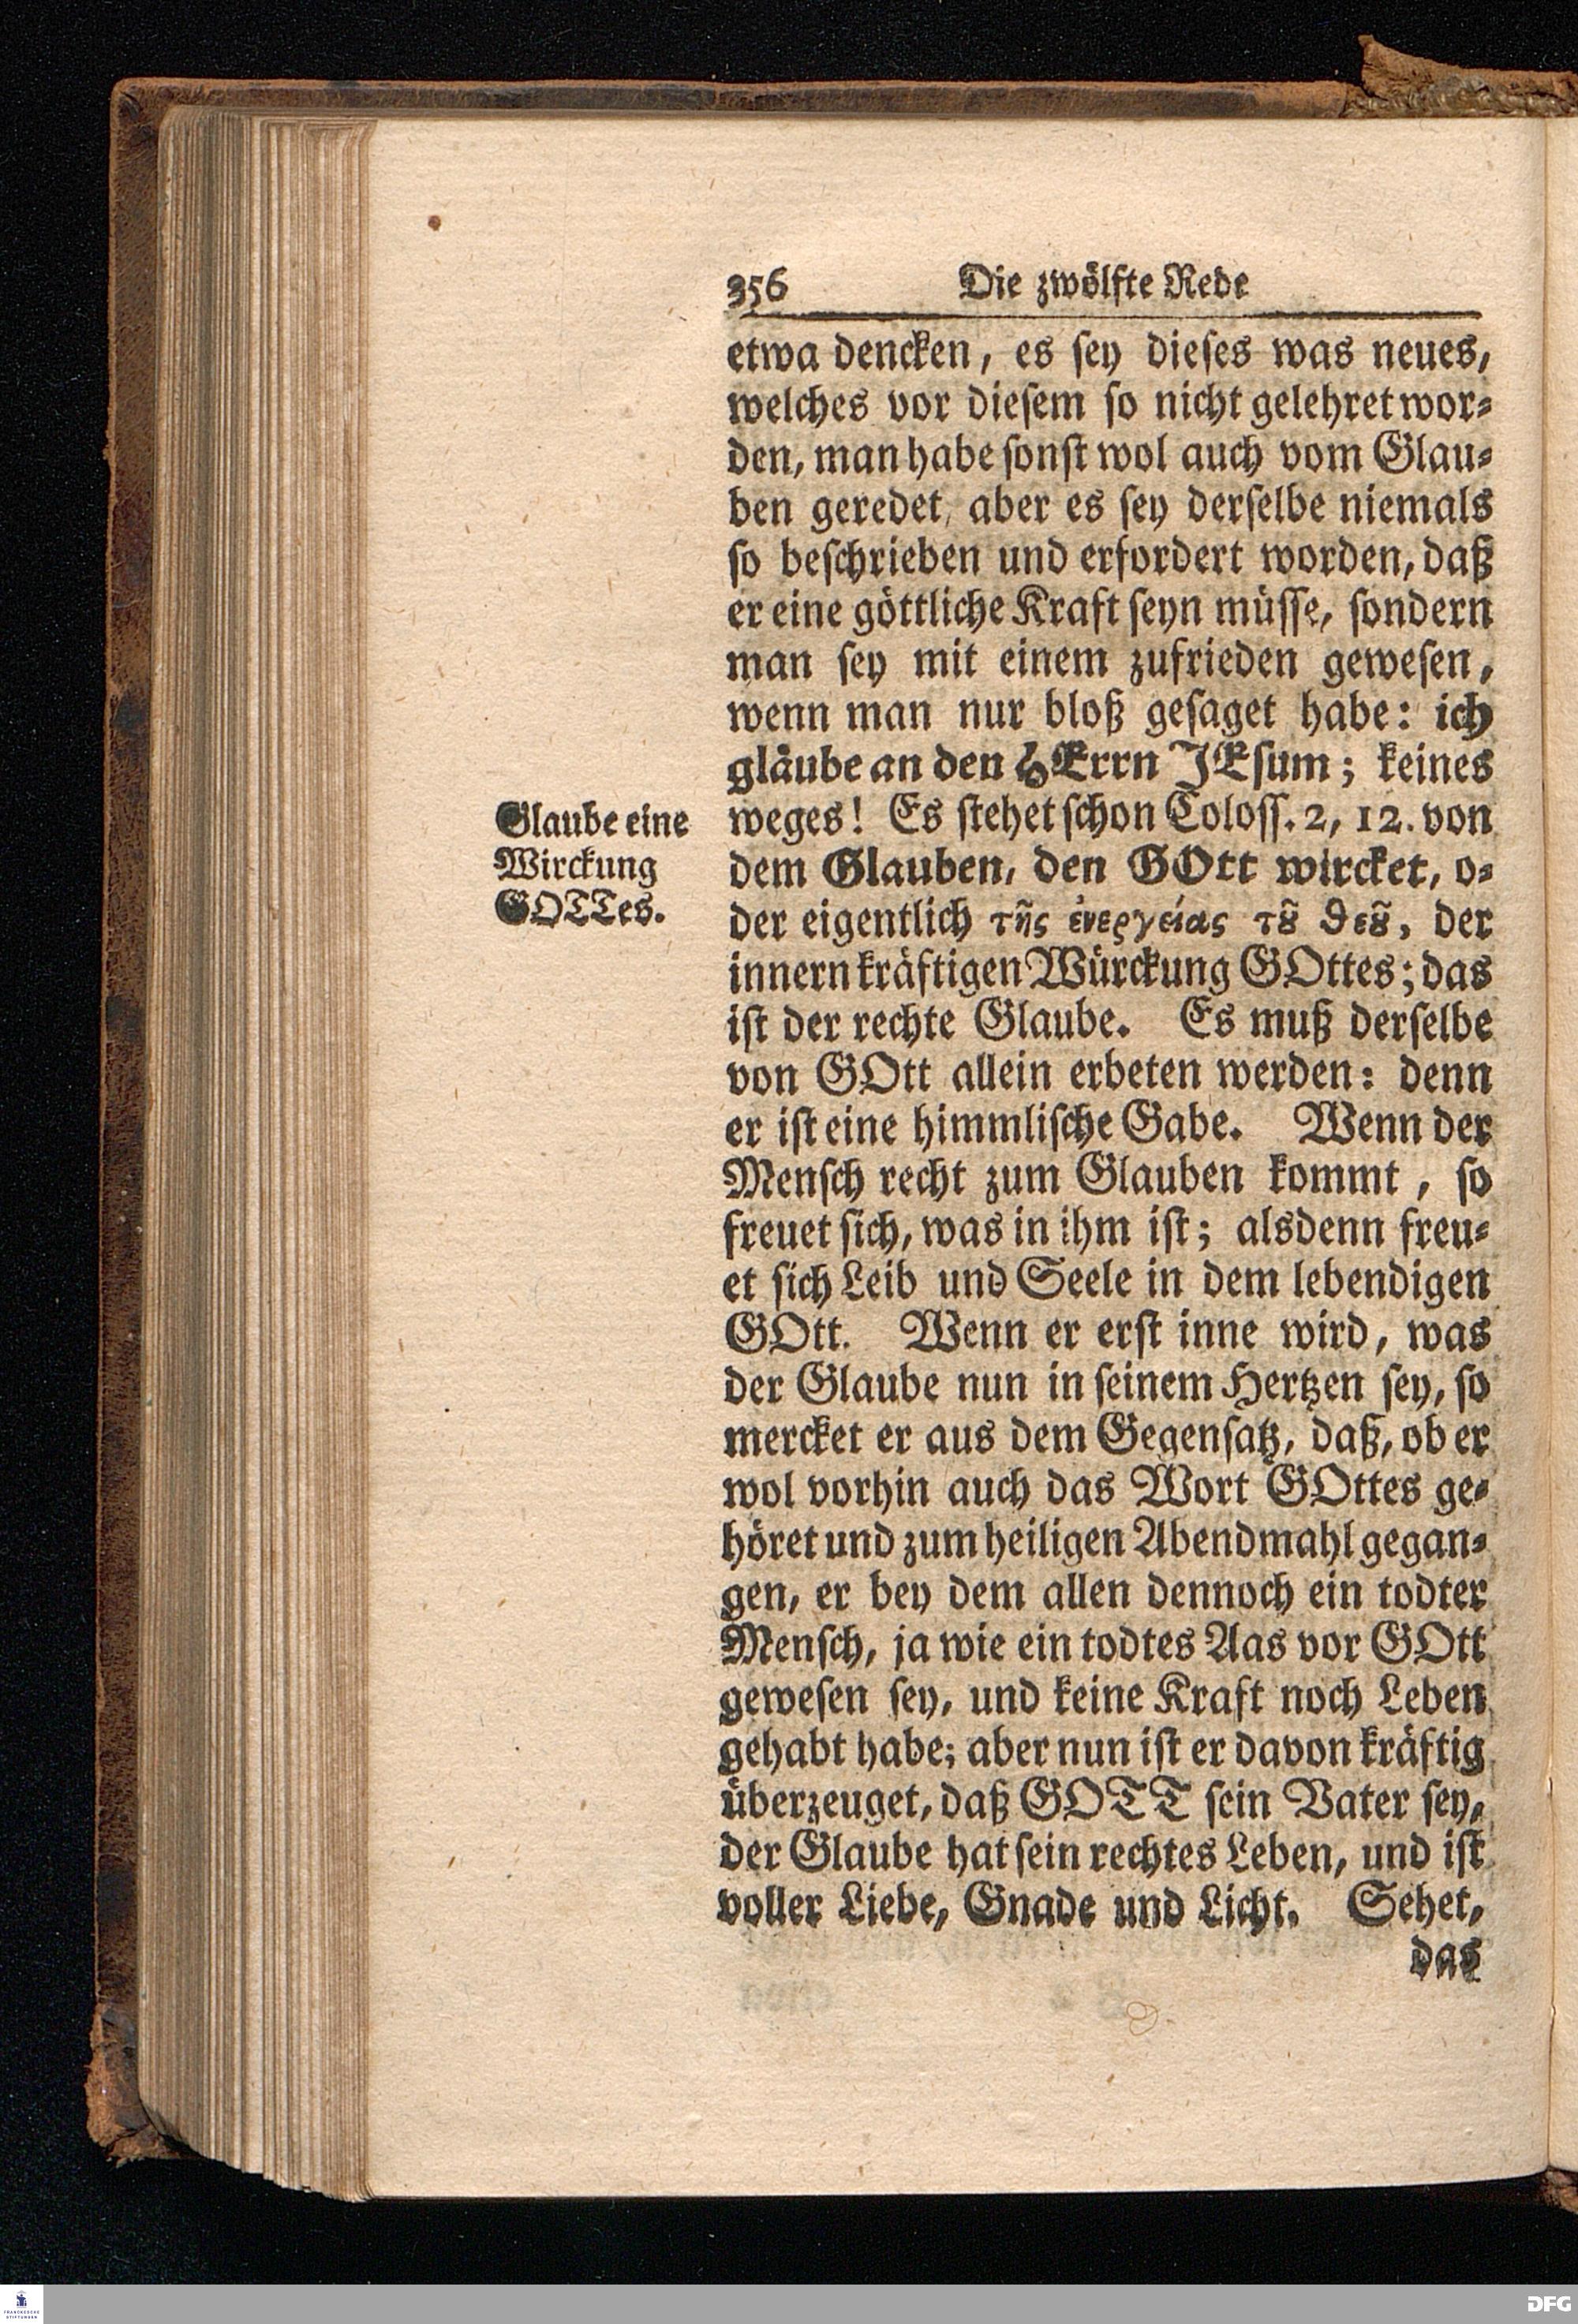 356 Die zwölfte Rede
etwa dencken, es ſey dieſes was neues,
welches vor dieſem ſo nicht gelehret wor⸗
den, man habe ſonſt wol auch vom Glau⸗
ben geredet, aber es ſey derſelbe niemals
ſo beſchrieben und erfordert worden, daß
er eine göttliche Kraft ſeyn müſſe, ſondern
man ſey mit einem zufrieden geweſen,
wenn man nur bloß geſaget habe: ich
gläube an den HErrn JEſum; keines
weges! Es ſtehet ſchon Coloſſ. 2, 12. von
dem Glauben, den GOtt wircket, o⸗
der eigentlich τῆς ἐνεργείας τȣ͂ ϑεȣ͂, der
innern kräftigen Würckung GOttes; das
iſt der rechte Glaube. Es muß derſelbe
von GOtt allein erbeten werden: denn
er iſt eine himmliſche Gabe. Wenn der
Menſch recht zum Glauben kommt, ſo
freuet ſich, was in ihm iſt; alsdenn freu⸗
et ſich Leib und Seele in dem lebendigen
GOtt. Wenn er erſt inne wird, was
der Glaube nun in ſeinem Hertzen ſey, ſo
mercket er aus dem Gegenſatz, daß, ob er
wol vorhin auch das Wort GOttes ge⸗
höret und zum heiligen Abendmahl gegan⸗
gen, er bey dem allen dennoch ein todter
Menſch, ja wie ein todtes Aas vor GOtt
geweſen ſey, und keine Kraft noch Leben
gehabt habe; aber nun iſt er davon kräftig
überzeuget, daß GOTT ſein Vater ſey,
der Glaube hat ſein rechtes Leben, und iſt
voller Liebe, Gnade und Licht. Sehet,
das
Glaube eine
Wirckung
GOTTes.
FRANCKESCHE
STIFTUNGEN
DFG